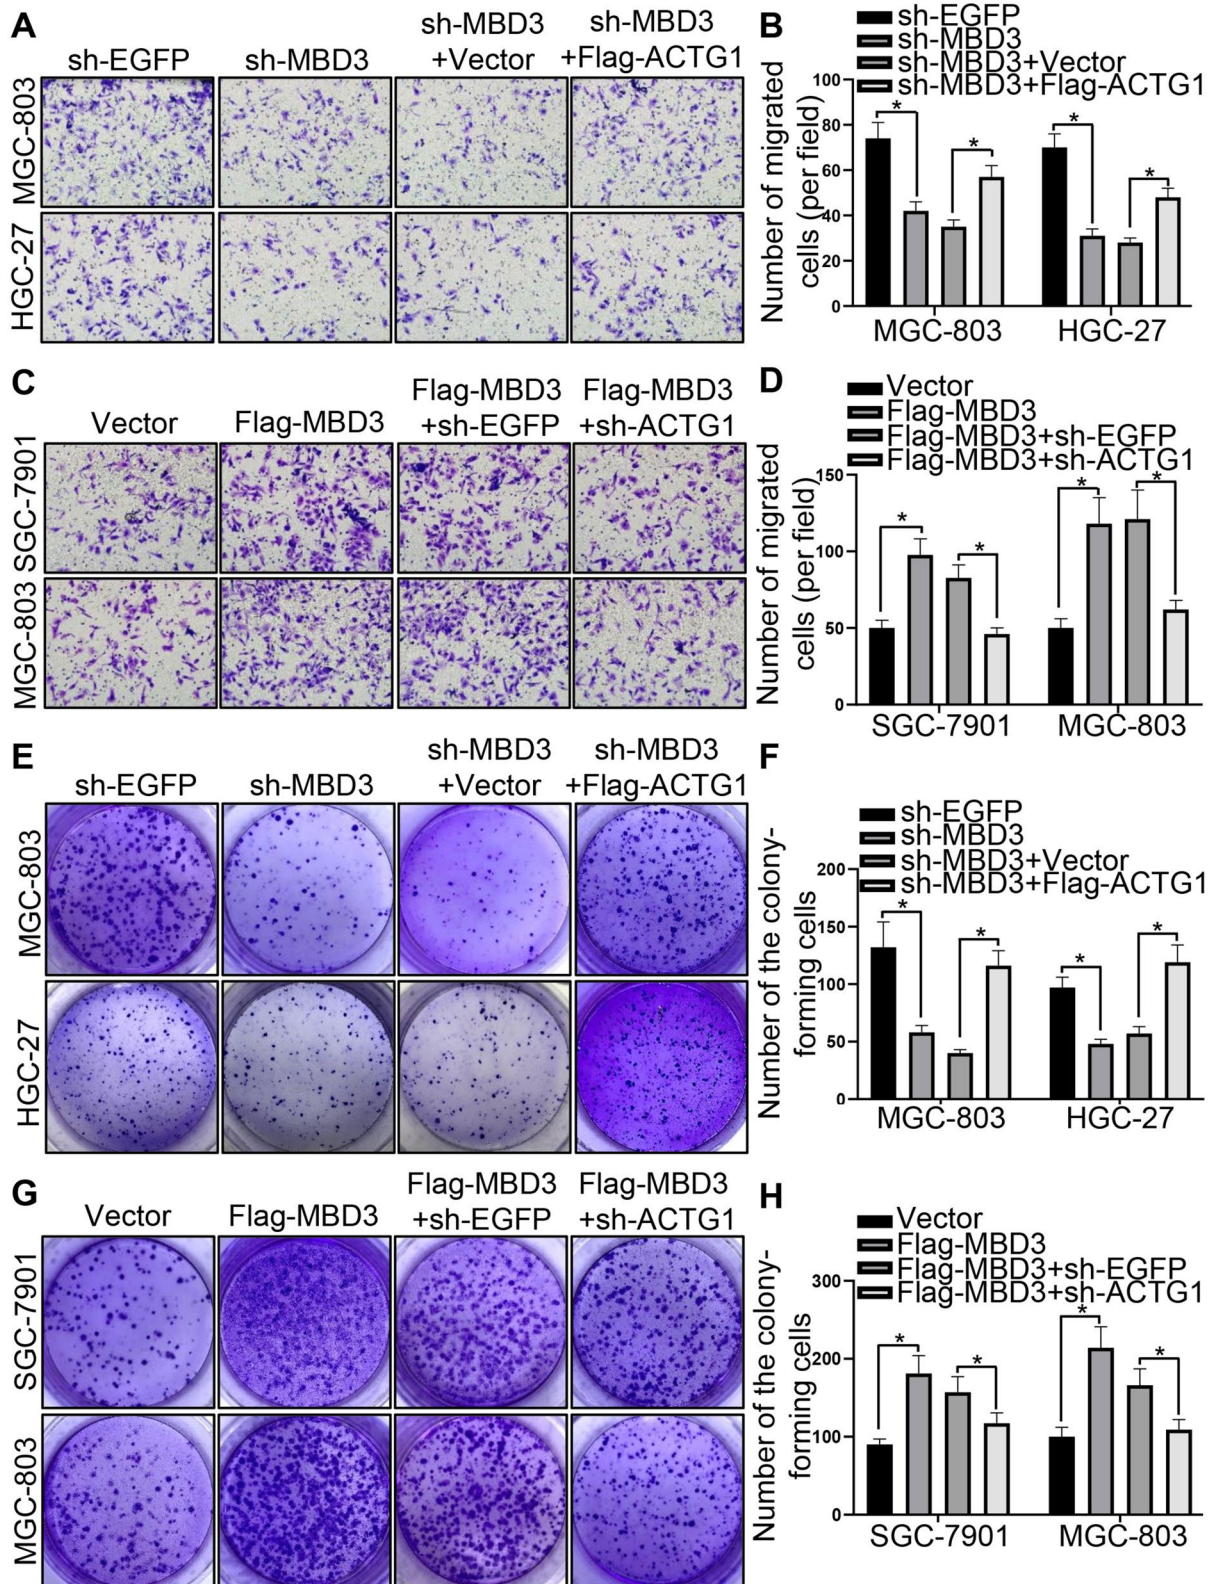 A
sh-EGFP
sh-MBD3
sh-MBD3
+Vector
sh-MBD3
+Flag-ACTG1
MGC-803
HGC-27
B
sh-EGFP
sh-MBD3
sh-MBD3+Vector
sh-MBD3+Flag-ACTG1
Number of migrated
cells (per field)
100
80
60
40
20
0
*
*
*
*
MGC-803
HGC-27
C
Vector
Flag-MBD3
Flag-MBD3
+sh-EGFP
Flag-MBD3
+sh-ACTG1
SGC-7901
MGC-803
D
Vector
Flag-MBD3
Flag-MBD3+sh-EGFP
Flag-MBD3+sh-ACTG1
Number of migrated
cells (per field)
150
100
50
0
*
*
*
*
SGC-7901
MGC-803
E
sh-EGFP
sh-MBD3
sh-MBD3
+Vector
sh-MBD3
+Flag-ACTG1
MGC-803
HGC-27
F
sh-EGFP
sh-MBD3
sh-MBD3+Vector
sh-MBD3+Flag-ACTG1
Number of the colony-
forming cells
200
150
100
50
0
*
*
*
*
MGC-803
HGC-27
G
Vector
Flag-MBD3
Flag-MBD3
+sh-EGFP
Flag-MBD3
+sh-ACTG1
SGC-7901
MGC-803
H
Vector
Flag-MBD3
Flag-MBD3+sh-EGFP
Flag-MBD3+sh-ACTG1
Number of the colony-
forming cells
300
200
100
0
*
*
*
*
SGC-7901
MGC-803